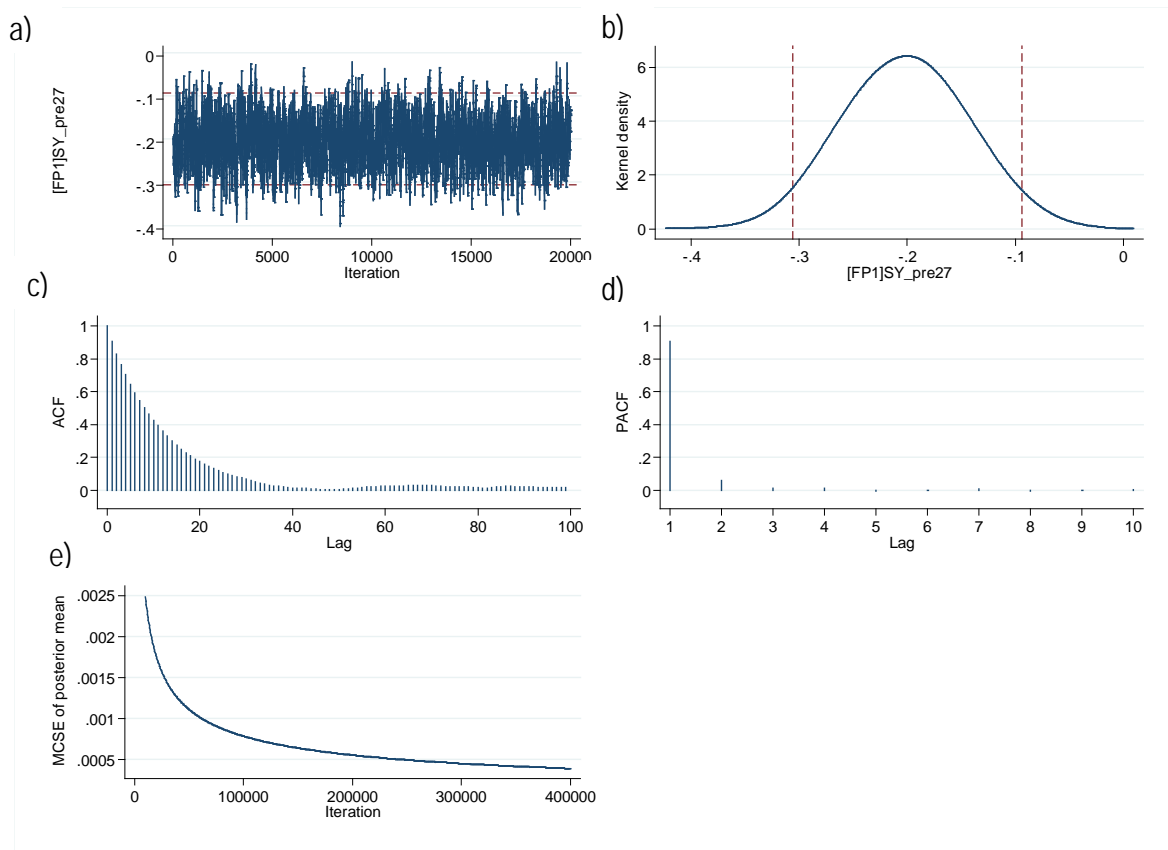 a)
[FP1]SY_pre27
0
-.1
-.2
-.3
-.4
0 5000 10000 15000 20000
Iteration
b)
Kernel density
6
4
2
0
-.4 -.3 -.2 -.1 0
[FP1]SY_pre27
c)
ACF
1
.8
.6
.4
.2
0
0 20 40 60 80 100
Lag
d)
PACF
1
.8
.6
.4
.2
0
1 2 3 4 5 6 7 8 9 10
Lag
e)
MCSE of posterior mean
.0025
.002
.0015
.001
.0005
0 100000 200000 300000 400000
Iteration